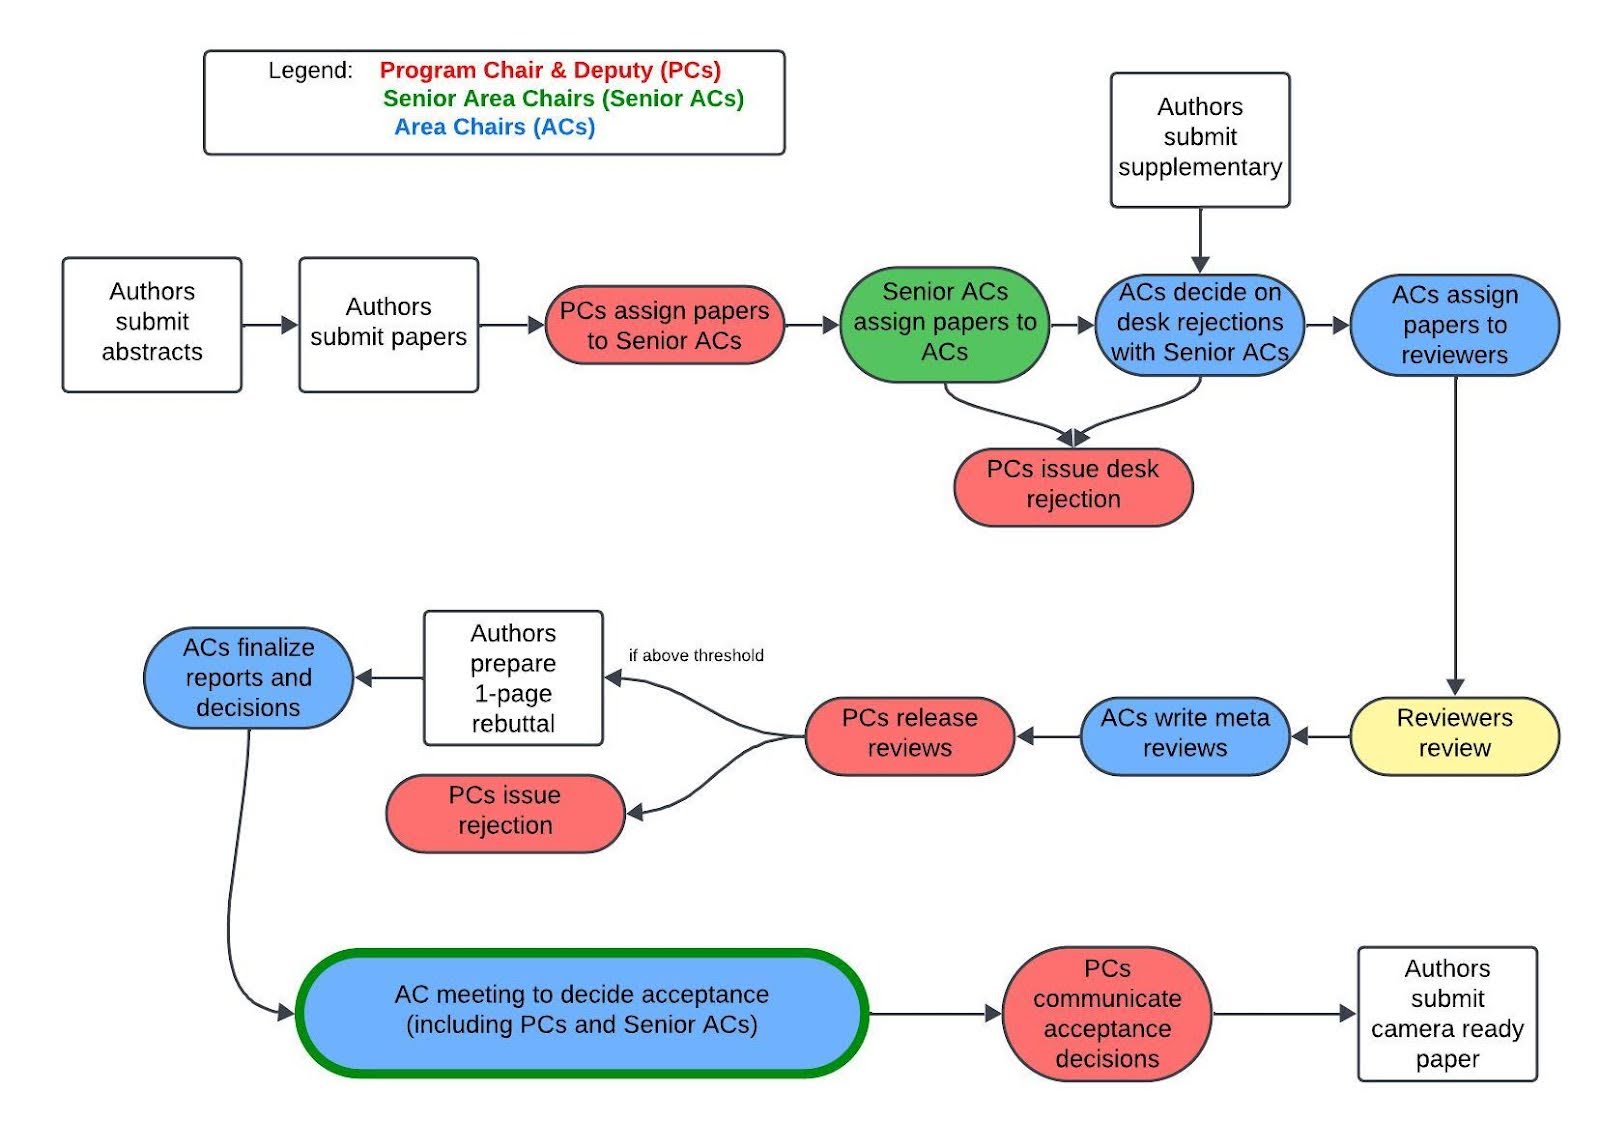 Legend: Program Chair & Deputy (PCs)
Senior Area Chairs (Senior ACs)
Area Chairs (ACs)
Authors
submit
supplementary
Authors
submit
abstracts
Authors
submit papers
PCs assign papers
to Senior ACs
Senior ACs
assign papers to
ACs
ACs decide on
desk rejections
with Senior ACs
ACs assign
papers to
reviewers
PCs issue desk
rejection
Reviewers
review
ACs write meta
reviews
PCs release
reviews
if above threshold
Authors
prepare
1-page
rebuttal
PCs issue
rejection
ACs finalize
reports and
decisions
AC meeting to decide acceptance
(including PCs and Senior ACs)
PCs
communicate
acceptance
decisions
Authors
submit
camera ready
paper